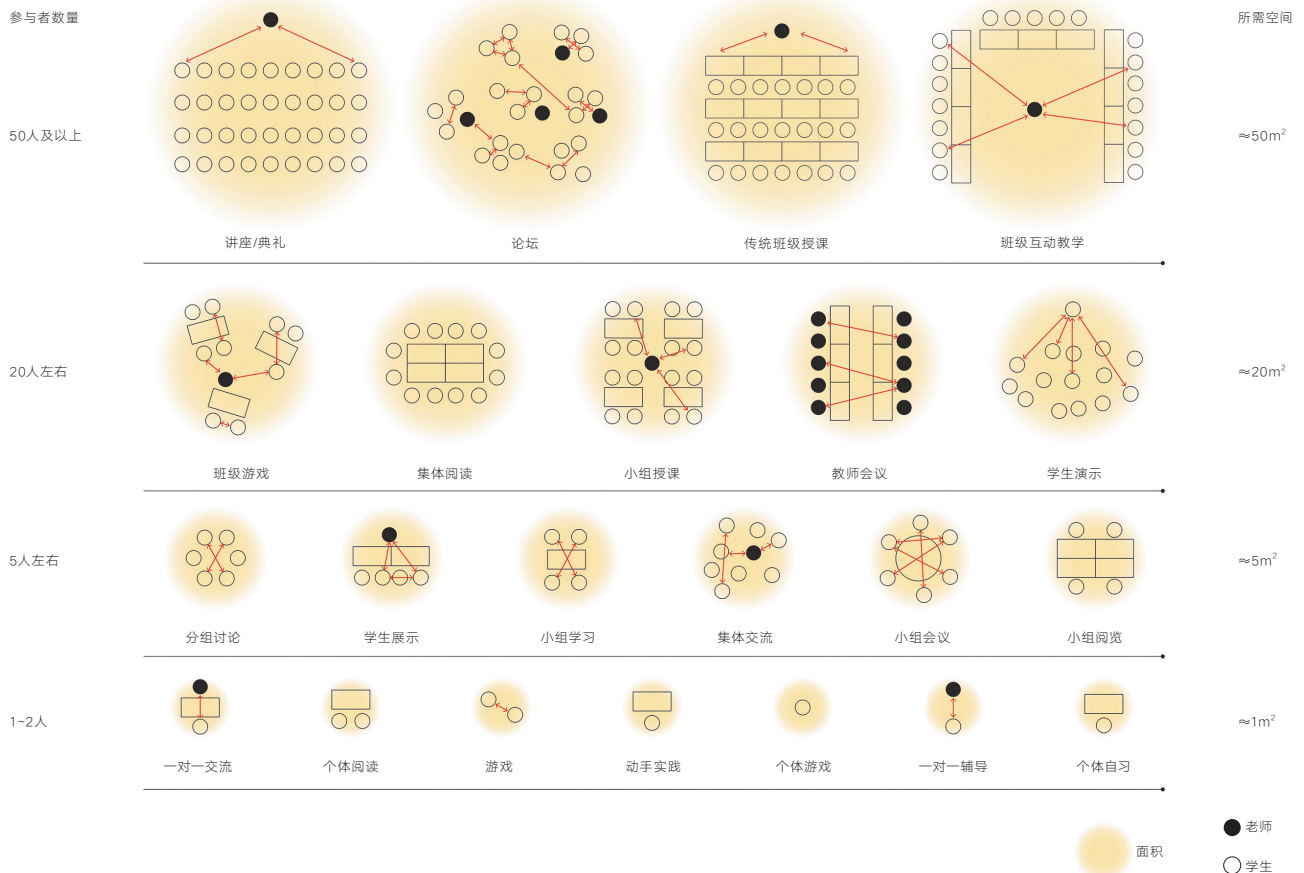 参与者数量
所需空间
50人及以上
≈50m²
讲座/典礼
论坛
传统班级授课
班级互动教学
20人左右
≈20m²
班级游戏
集体阅读
小组授课
教师会议
学生演示
5人左右
≈5m²
分组讨论
学生展示
小组学习
集体交流
小组会议
小组阅览
1~2人
≈1m²
一对一交流
个体阅读
游戏
动手实践
个体游戏
一对一辅导
个体自习
老师
面积
学生